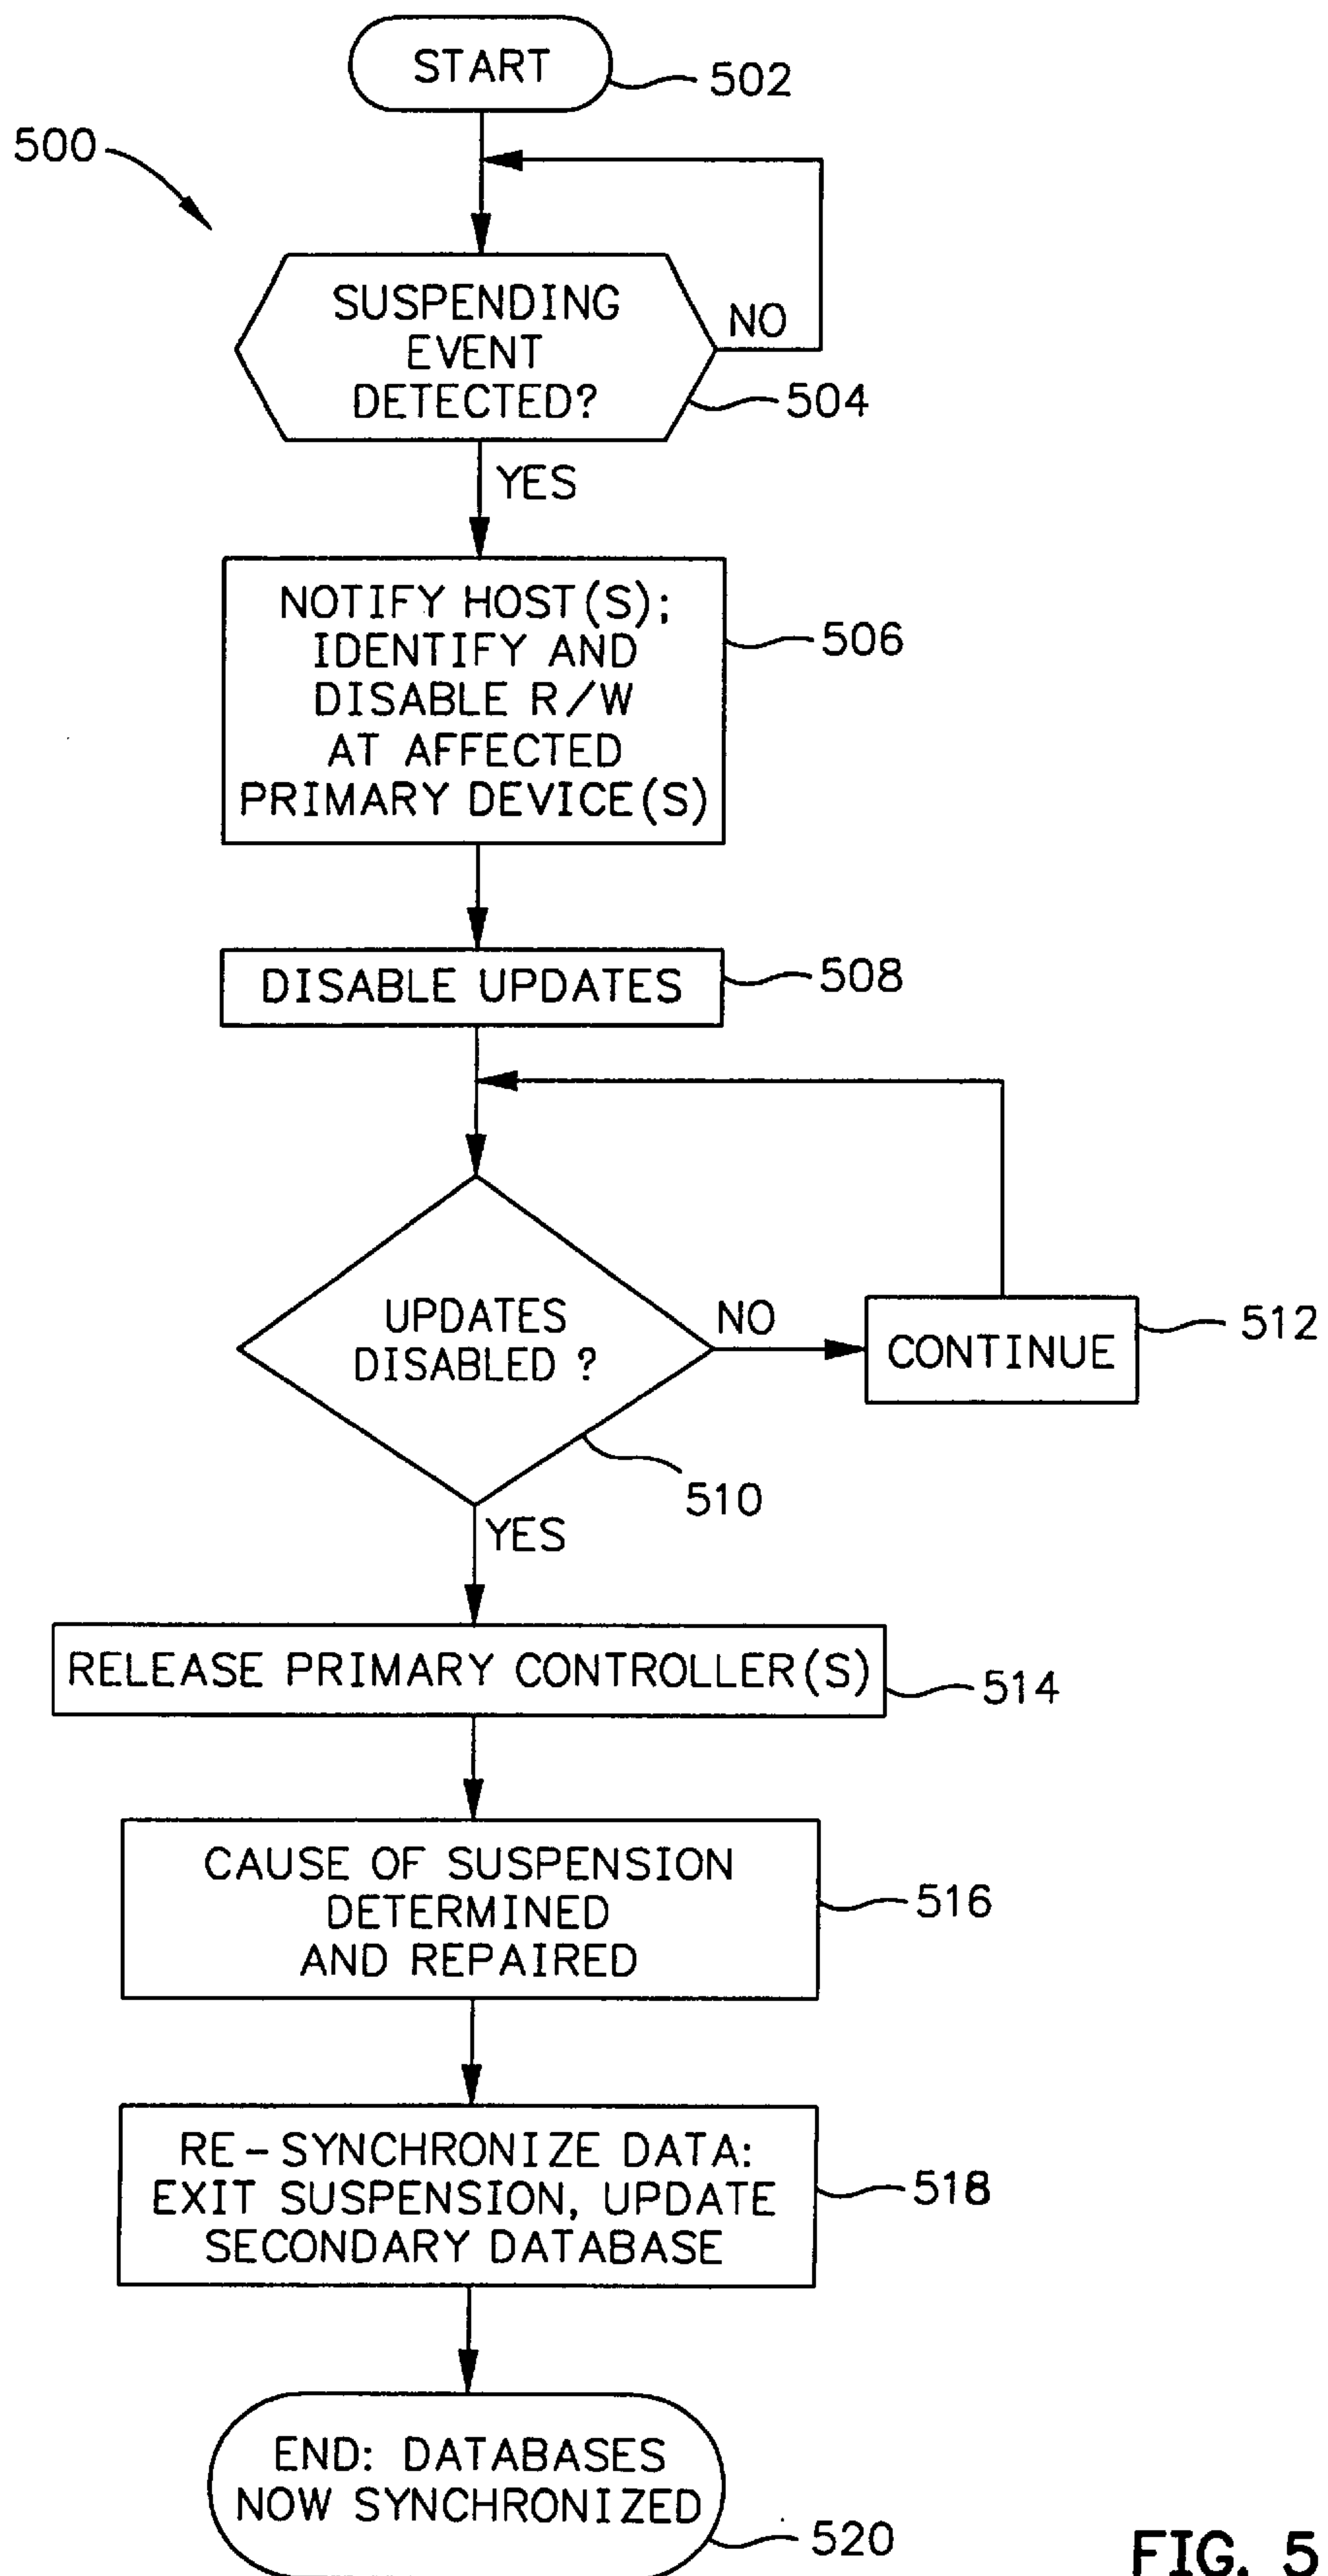 START
502
500
SUSPENDING
EVENT
DETECTED?
NO
504
YES
NOTIFY HOST(S);
IDENTIFY AND
DISABLE R/W
AT AFFECTED
PRIMARY DEVICE(S)
506
DISABLE UPDATES
508
UPDATES
DISABLED ?
NO
CONTINUE
512
510
YES
RELEASE PRIMARY CONTROLLER(S)
514
CAUSE OF SUSPENSION
DETERMINED
AND REPAIRED
516
RE-SYNCHRONIZE DATA:
EXIT SUSPENSION, UPDATE
SECONDARY DATABASE
518
END: DATABASES
NOW SYNCHRONIZED
520
FIG. 5